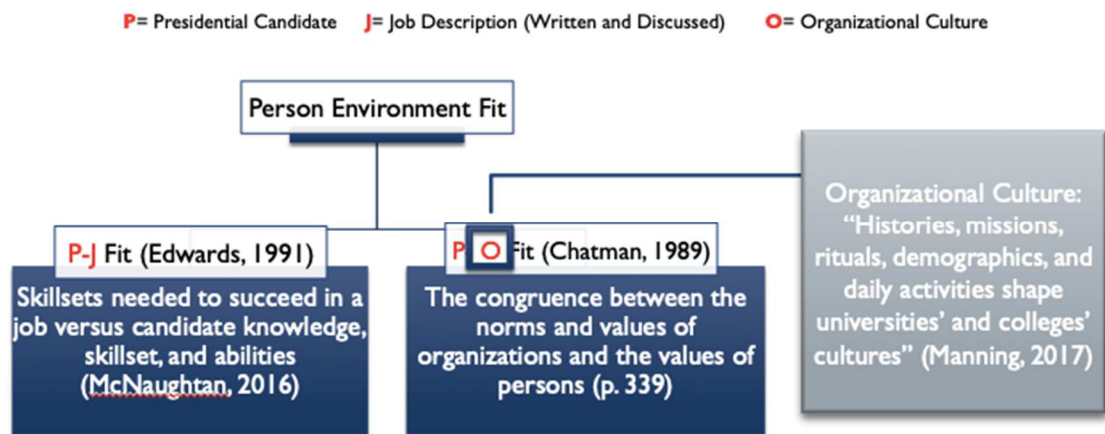 P= Presidential Candidate J= Job Description (Written and Discussed) O= Organizational Culture
Person Environment Fit
P-J Fit (Edwards, 1991)
Skillsets needed to succeed in a
job versus candidate knowledge,
skillset, and abilities
(McNaughtan, 2016)
P O Fit (Chatman, 1989)
The congruence between the
norms and values of
organizations and the values of
persons (p. 339)
Organizational Culture:
“Histories, missions,
rituals, demographics, and
daily activities shape
universities’ and colleges’
cultures” (Manning, 2017)